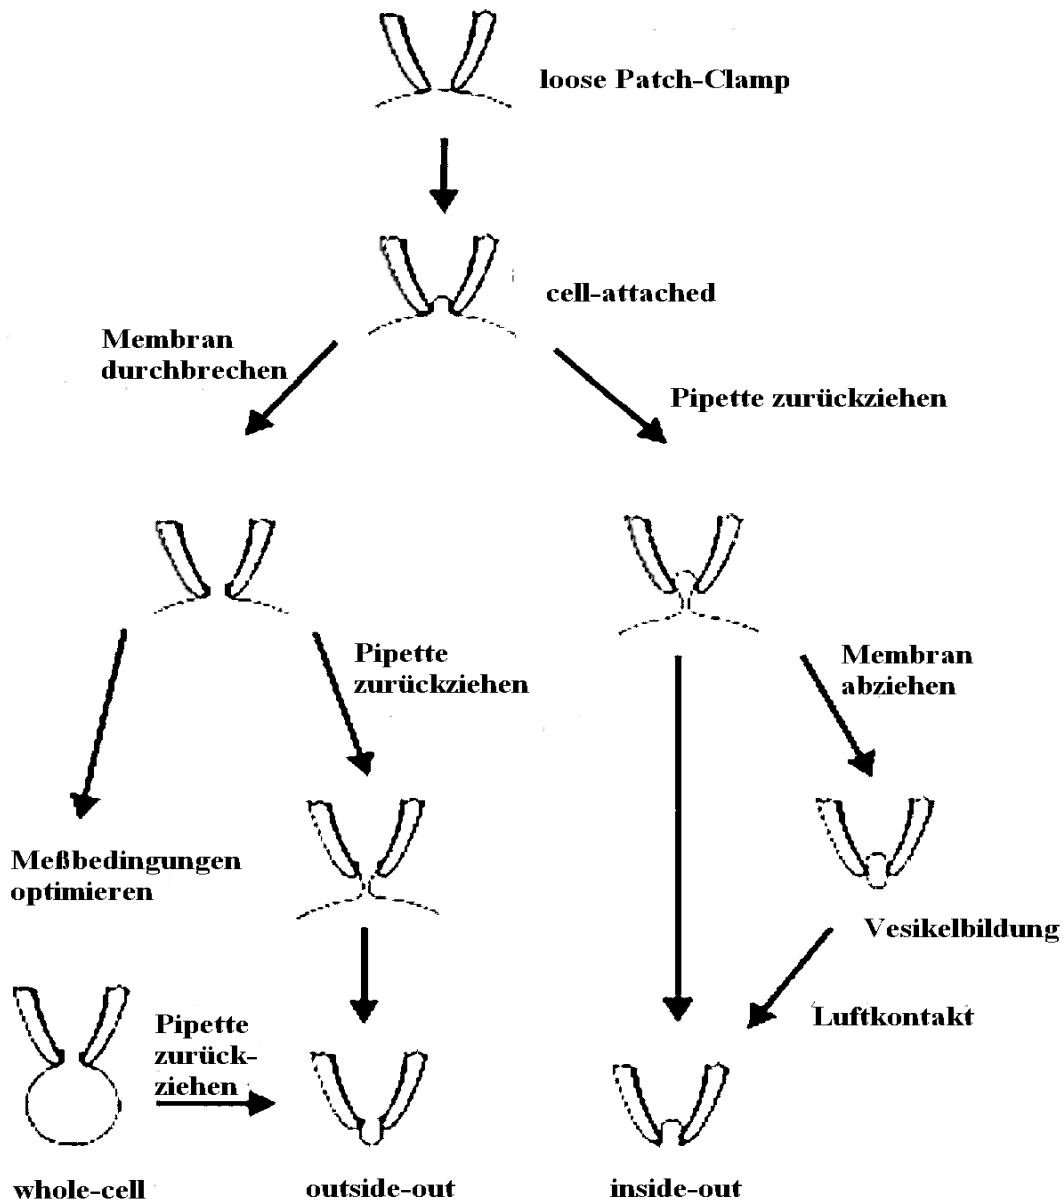 loose Patch-Clamp
cell-attached
Membran
durchbrechen
Pipette zurückziehen
Pipette
zurückziehen
Membran
abziehen
Meßbedingungen
optimieren
Vesikelbildung
Luftkontakt
Pipette
zurück-
ziehen
whole-cell
outside-out
inside-out